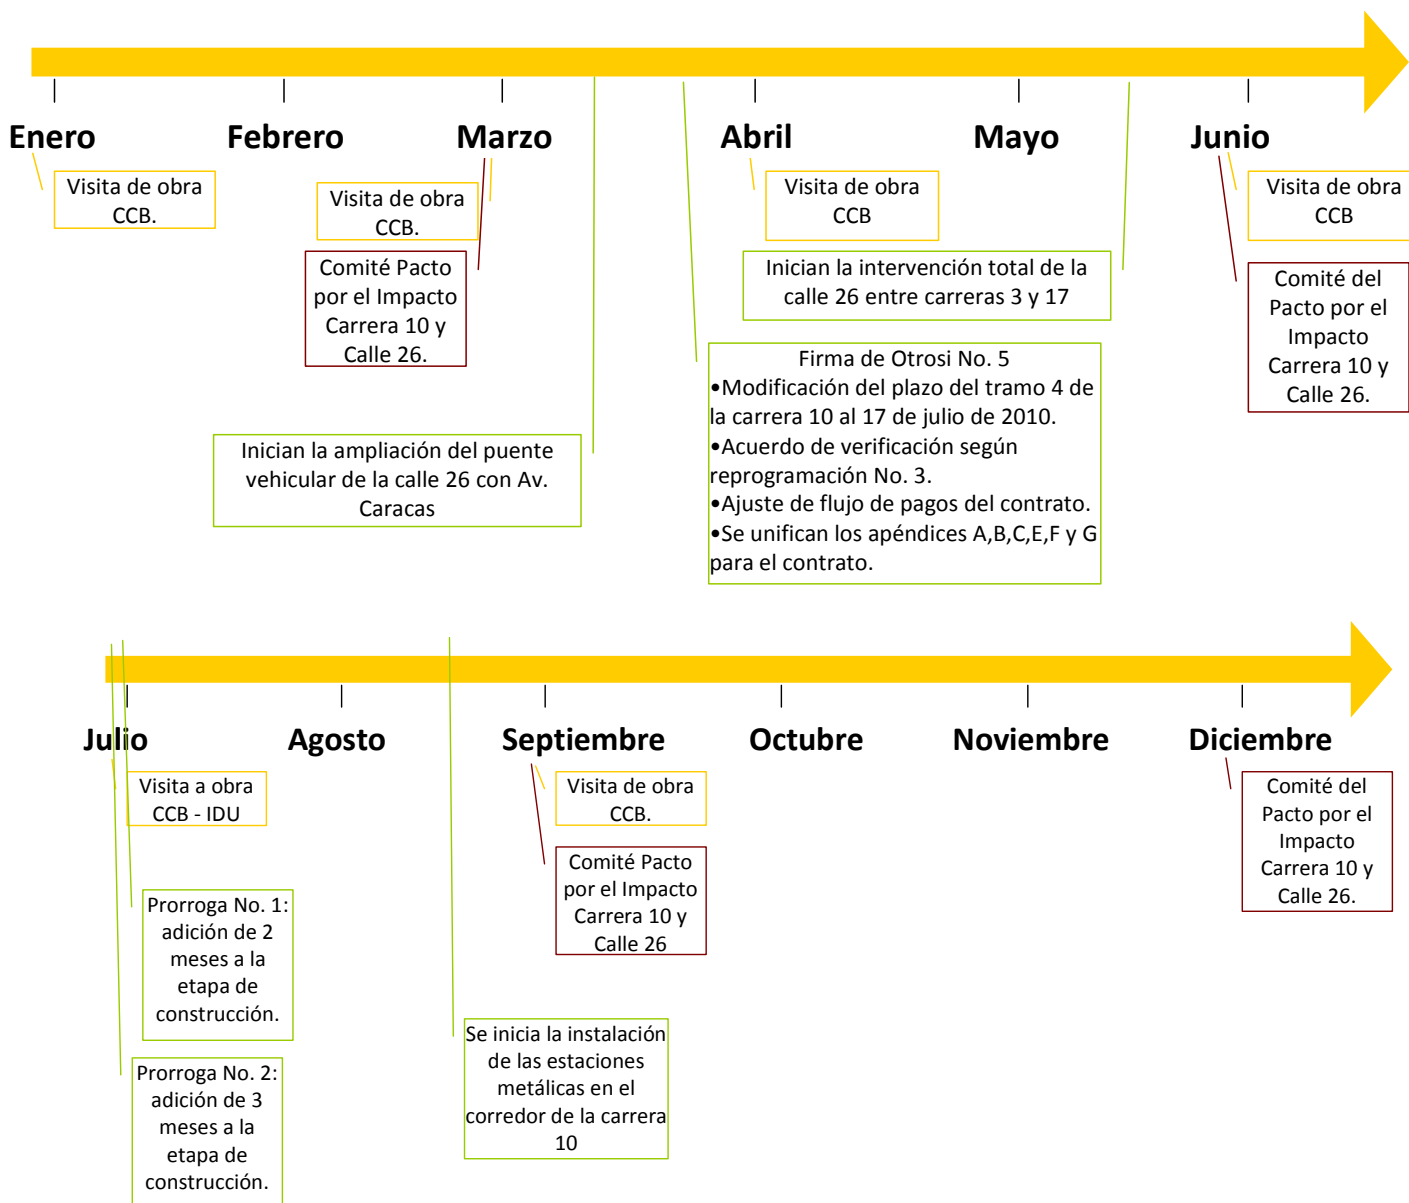 Enero
Febrero
Marzo
Abril
Mayo
Junio
Visita de obra
CCB.
Visita de obra
CCB.
Comité Pacto
por el Impacto
Carrera 10 y
Calle 26.
Inician la ampliación del puente
vehicular de la calle 26 con Av.
Caracas
Visita de obra
CCB
Inician la intervención total de la
calle 26 entre carreras 3 y 17
Firma de Otrosi No. 5
•Modificación del plazo del tramo 4 de
la carrera 10 al 17 de julio de 2010.
•Acuerdo de verificación según
reprogramación No. 3.
•Ajuste de flujo de pagos del contrato.
•Se unifican los apéndices A,B,C,E,F y G
para el contrato.
Visita de obra
CCB
Comité del
Pacto por el
Impacto
Carrera 10 y
Calle 26.
Julio
Agosto
Septiembre
Octubre
Noviembre
Diciembre
Visita a obra
CCB - IDU
Prorroga No. 1:
adición de 2
meses a la
etapa de
construcción.
Prorroga No. 2:
adición de 3
meses a la
etapa de
construcción.
Visita de obra
CCB.
Comité Pacto
por el Impacto
Carrera 10 y
Calle 26
Se inicia la instalación
de las estaciones
metálicas en el
corredor de la carrera
10
Comité del
Pacto por el
Impacto
Carrera 10 y
Calle 26.